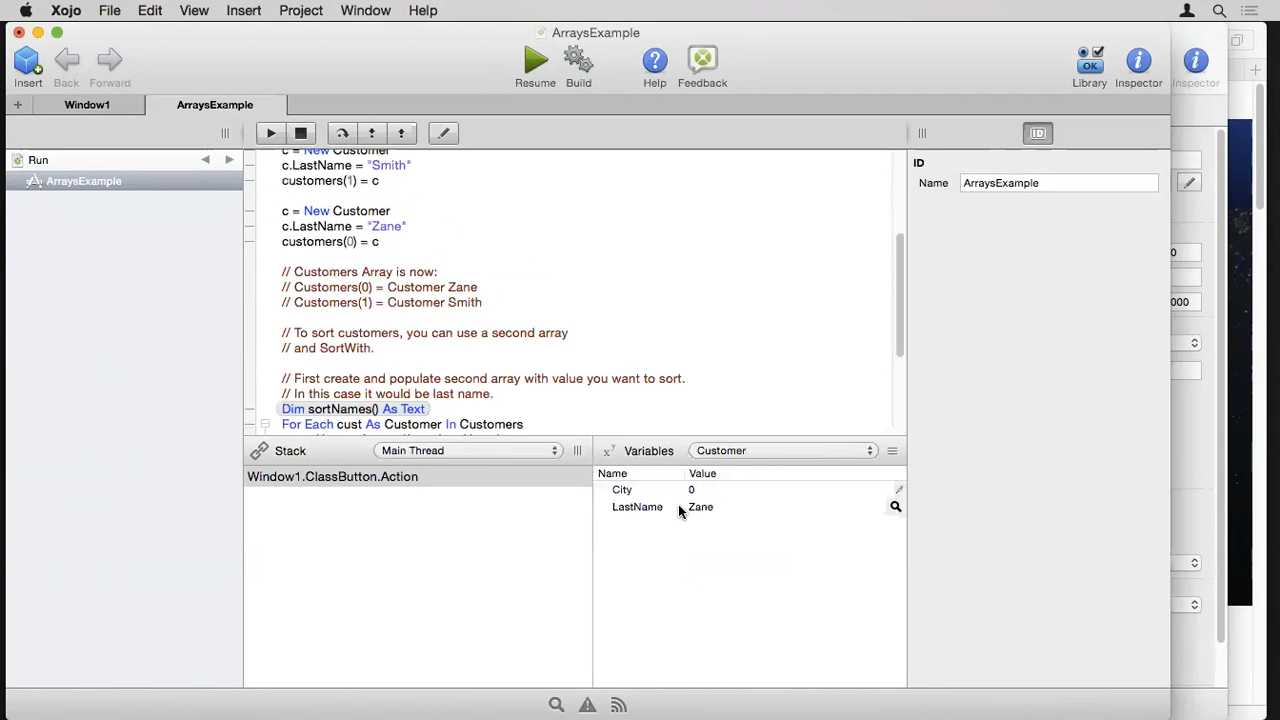 Xojo File Edit View Insert Project Window Help
ArraysExample
Insert Back Forward Resume Build Help Feedback Library Inspector Inspector
OK
Window1 ArraysExample
Run
ArraysExample
c = New Customer
c.LastName = "Smith"
customers(1) = c
c = New Customer
c.LastName = "Zane"
customers(0) = c
// Customers Array is now:
// Customers(0) = Customer Zane
// Customers(1) = Customer Smith
// To sort customers, you can use a second array
// and SortWith.
// First create and populate second array with value you want to sort.
// In this case it would be last name.
Dim sortNames() As Text
For Each cust As Customer In Customers
Stack Main Thread
Window1.ClassButton.Action
Variables Customer
Name Value
City 0
LastName Zane
ID
ID
Name ArraysExample
0
000